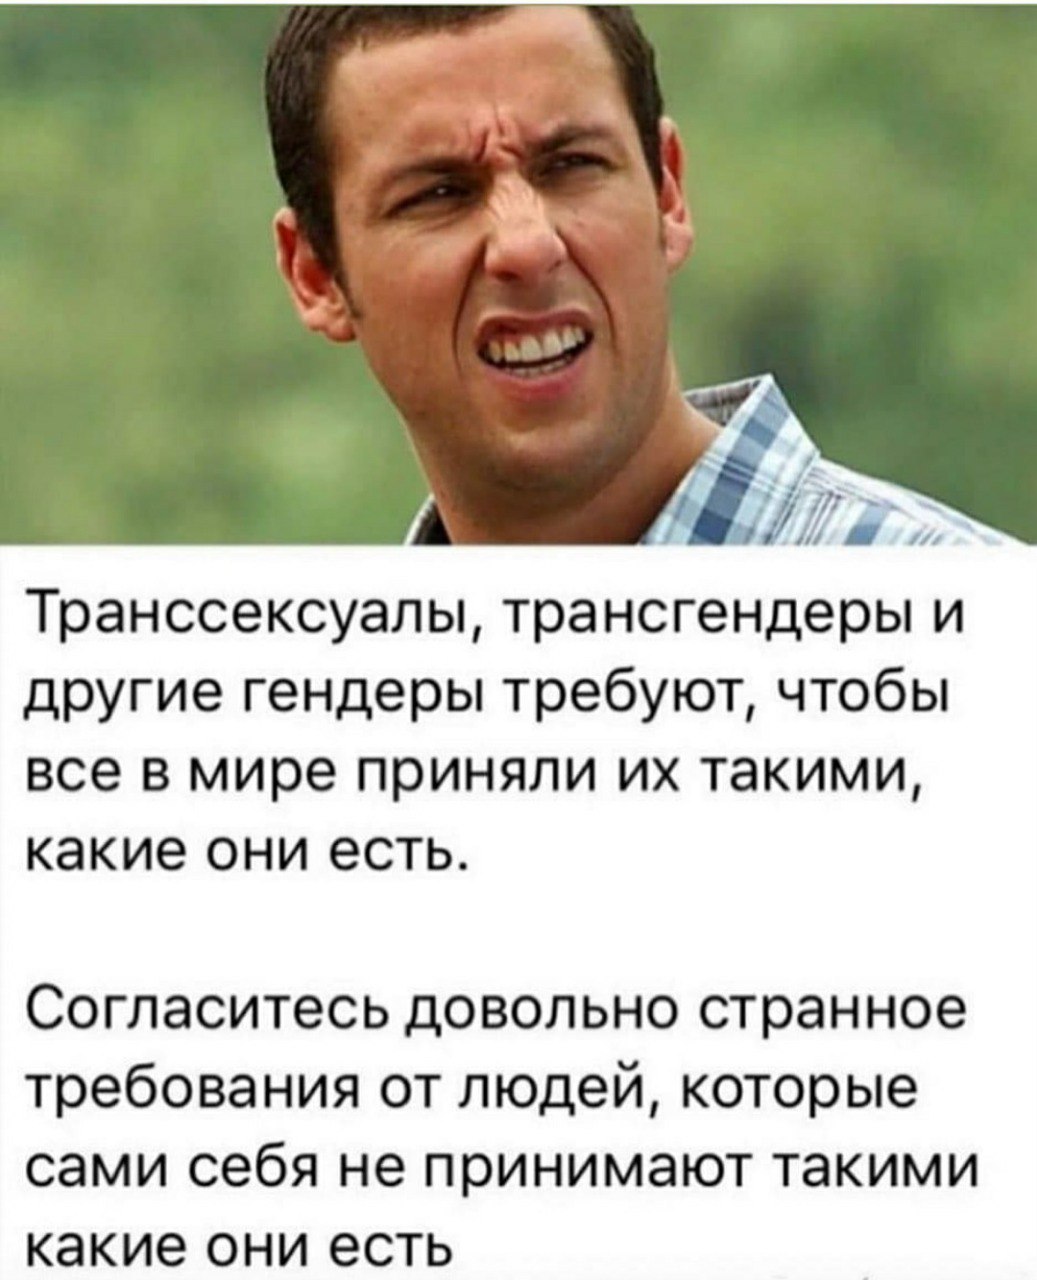 Транссексуалы, трансгендеры и
другие гендеры требуют, чтобы
все в мире приняли их такими,
какие они есть.
Согласитесь довольно странное
требования от людей, которые
сами себя не принимают такими
какие они есть